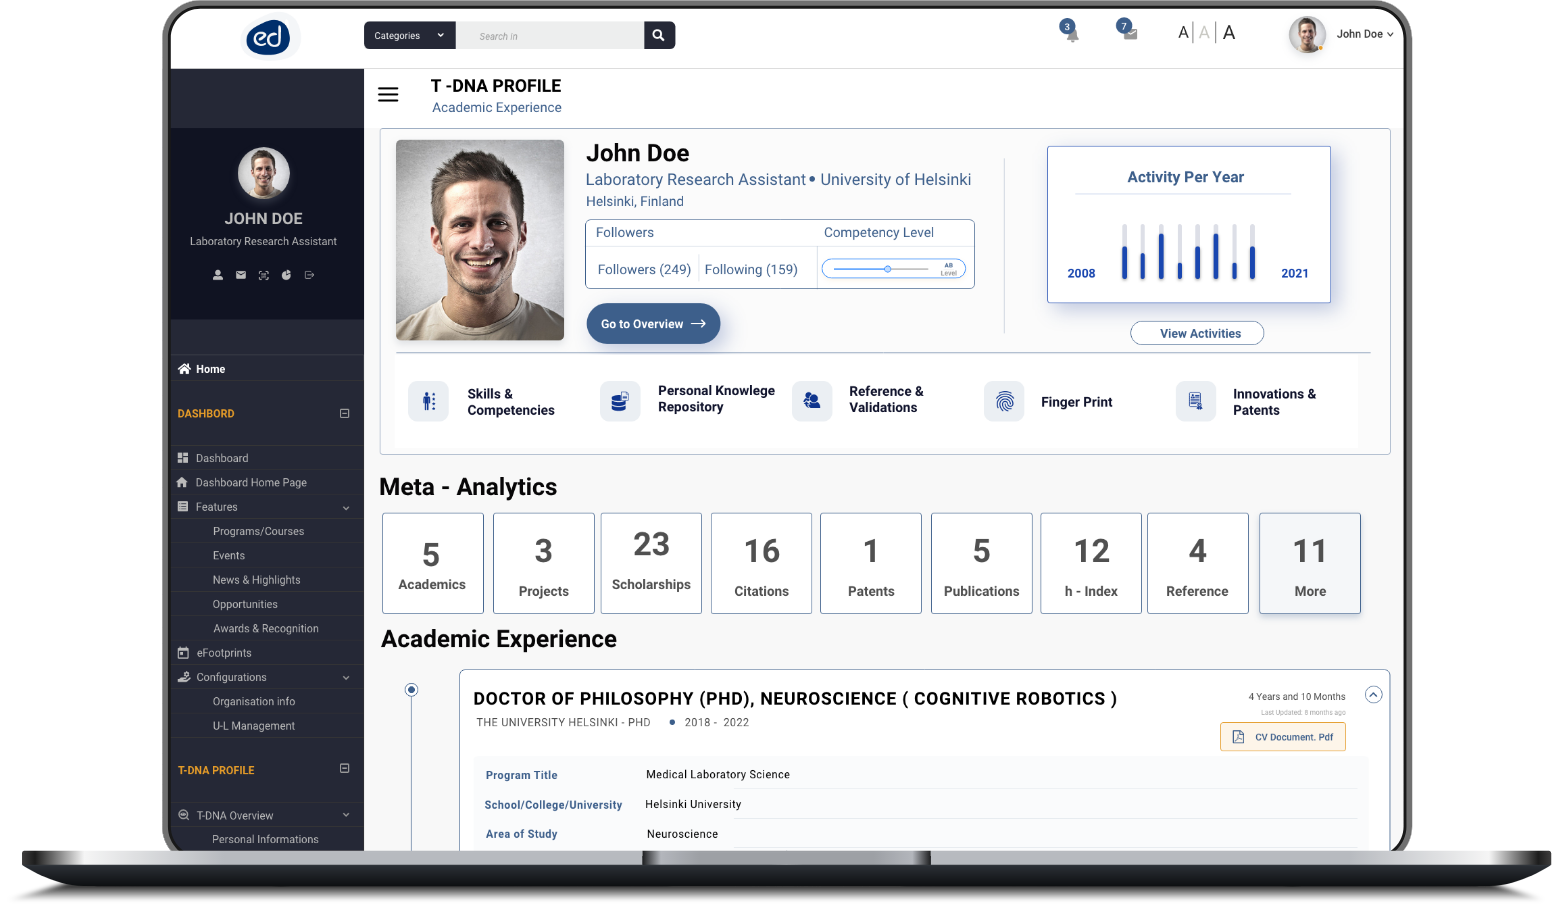 ed
Categories
Search in
3
7
A A A
John Doe
T -DNA PROFILE
Academic Experience
JOHN DOE
Laboratory Research Assistant
Home
DASHBORD
Dashboard
Dashboard Home Page
Features
Programs/Courses
Events
News & Highlights
Opportunities
Awards & Recognition
eFootprints
Configurations
Organisation info
U-L Management
T-DNA PROFILE
T-DNA Overview
Personal Informations
John Doe
Laboratory Research Assistant • University of Helsinki
Helsinki, Finland
Followers Competency Level
Followers (249) Following (159)
AB
Level
Go to Overview
Activity Per Year
2008 2021
View Activities
Skills &
Competencies
Personal Knowlege
Repository
Reference &
Validations
Finger Print
Innovations &
Patents
Meta - Analytics
5
Academics
3
Projects
23
Scholarships
16
Citations
1
Patents
5
Publications
12
h - Index
4
Reference
11
More
Academic Experience
DOCTOR OF PHILOSOPHY (PHD), NEUROSCIENCE ( COGNITIVE ROBOTICS )
THE UNIVERSITY HELSINKI - PHD • 2018 - 2022
4 Years and 10 Months
Last Updated: 8 months ago
CV Document. Pdf
Program Title Medical Laboratory Science
School/College/University Helsinki University
Area of Study Neuroscience